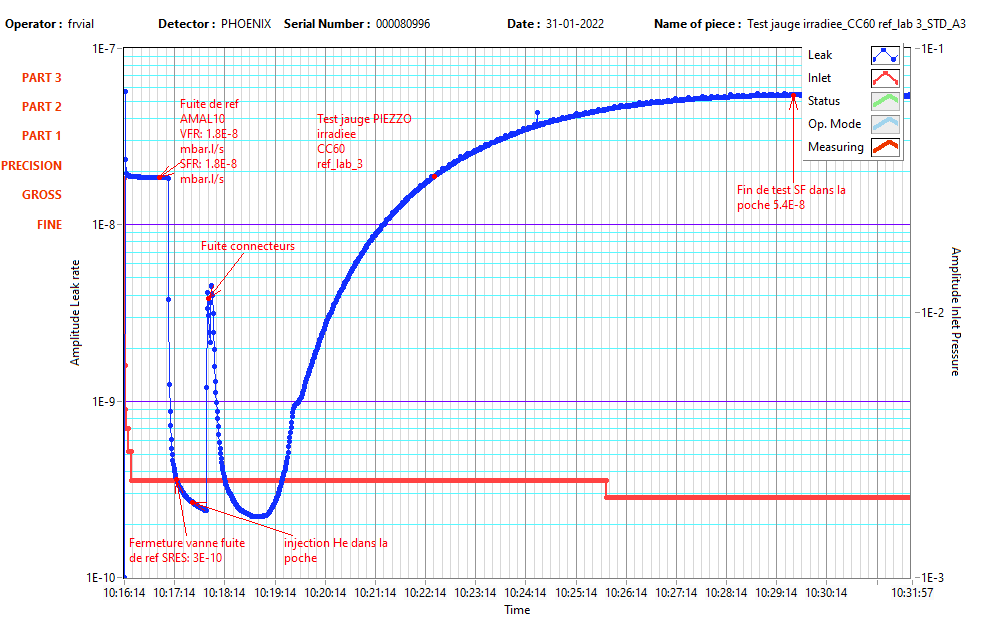 Operator : frvial Detector : PHOENIX Serial Number : 000080996 Date : 31-01-2022 Name of piece : Test jauge irradiee_CC60 ref_lab 3_STD_A3
1E-7
1E-1
Leak
Inlet
Status
Op. Mode
Measuring
PART 3
PART 2
PART 1
PRECISION
GROSS
FINE
Fuite de ref
AMAL10
VFR: 1.8E-8
mbar.l/s
SFR: 1.8E-8
mbar.l/s
Test jauge PIEZZO
irradiee
CC60
ref_lab_3
Fin de test SF dans la
poche 5.4E-8
1E-8
Fuite connecteurs
Amplitude Leak rate
Amplitude Inlet Pressure
1E-2
1E-9
Fermeture vanne fuite
de ref SRES: 3E-10
injection He dans la
poche
1E-10
1E-3
10:16:14 10:17:14 10:18:14 10:19:14 10:20:14 10:21:14 10:22:14 10:23:14 10:24:14 10:25:14 10:26:14 10:27:14 10:28:14 10:29:14 10:30:14 10:31:57
Time